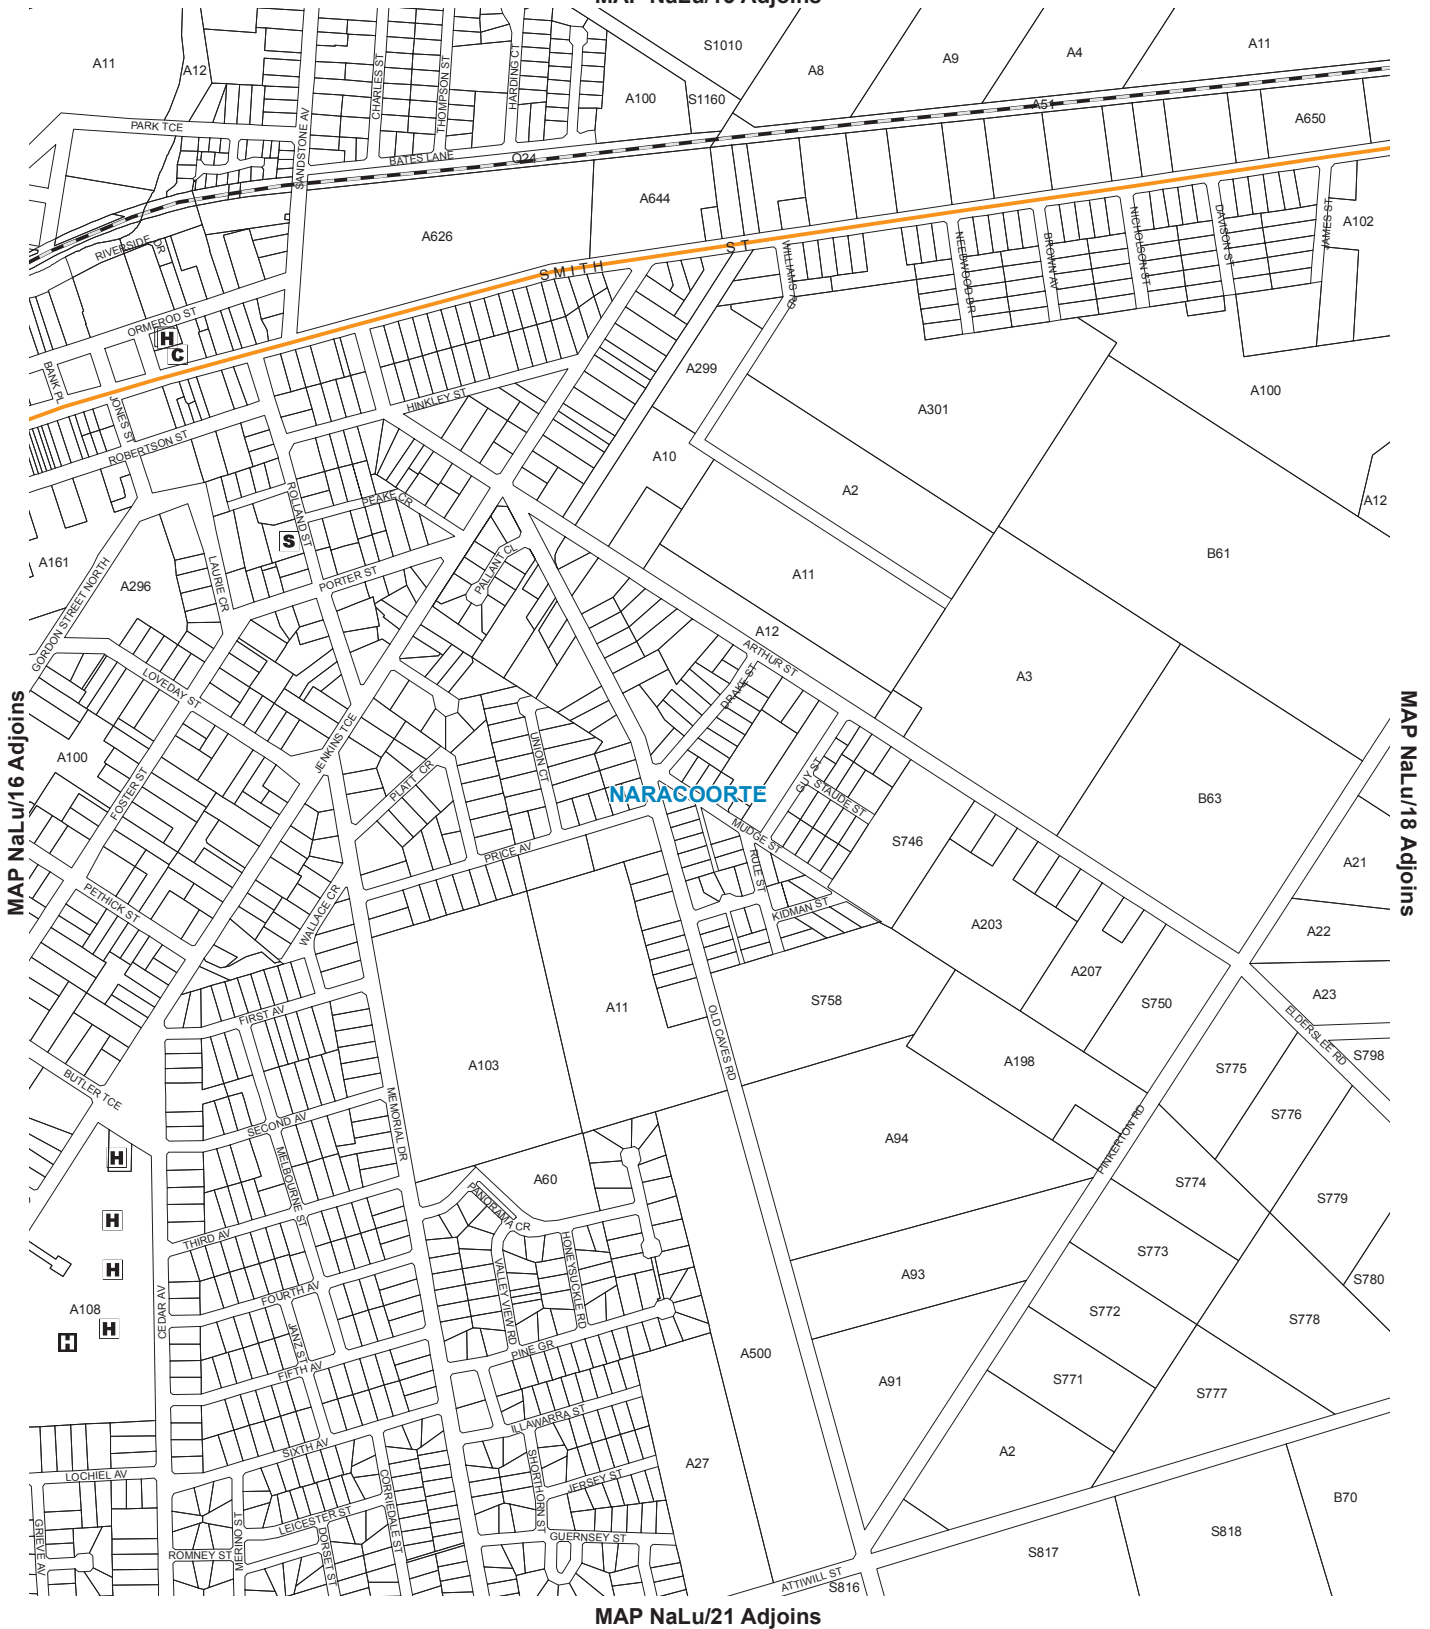 A11
A12
S1010
A8
A9
A4
A11
A100
S1160
A51
A650
PARK TCE
SANDSTONE AV
CHARLES ST
THOMPSON ST
HARDING CT
BATES LANE
Q24
A644
A626
A102
RIVERSIDE DR
SMITH ST
WILLIAMS
NEEDWOOD DR
BROWN AV
NICHOLSON ST
DAVISON ST
JAMES ST
ORMEROD ST
H
C
BANK PL
JONES ST
ROBERTSON ST
HINKLEY ST
A299
A301
A100
A10
A2
A12
ROLLAND ST
PEAKE CR
S
A161
A296
LAURIE CR
PORTER ST
PALLANT CL
A11
B61
GORDON STREET NORTH
A12
ARTHUR ST
LOVEDAY ST
DRAKE ST
A3
MAP NaLu/16 Adjoins
MAP NaLu/18 Adjoins
A100
JENKINS TCE
UNION CT
PLATT CR
FOSTER ST
NARACOORTE
GUY ST
STAUDE ST
B63
MUDGE ST
S746
PRICE AV
RULE ST
A21
PETHICK ST
WALLACE CR
KIDMAN ST
A203
A22
A207
A23
FIRST AV
A11
S758
S750
ELDERSLEE RD
OLD CAVES RD
A103
A198
S775
S798
BUTLER TCE
MEMORIAL DR
S776
SECOND AV
A94
PINKERTON RD
H
MELBOURNE ST
A60
S774
S779
PANORAMA CR
H
THIRD AV
HONEYSUCKLE RD
VALLEY VIEW RD
S773
H
A93
S780
FOURTH AV
A108
CEDAR AV
H
H
JANZ ST
S772
S778
PINE GR
A500
FIFTH AV
A91
S771
S777
ILLAWARRA ST
SIXTH AV
A2
LOCHIEL AV
CORRIEDALE ST
SHORTHORN ST
JERSEY ST
A27
B70
GRIEVE AV
MERINO ST
LEICESTER ST
DORSET ST
ROMNEY ST
GUERNSEY ST
S818
S817
ATTIWILL ST
S816
MAP NaLu/21 Adjoins